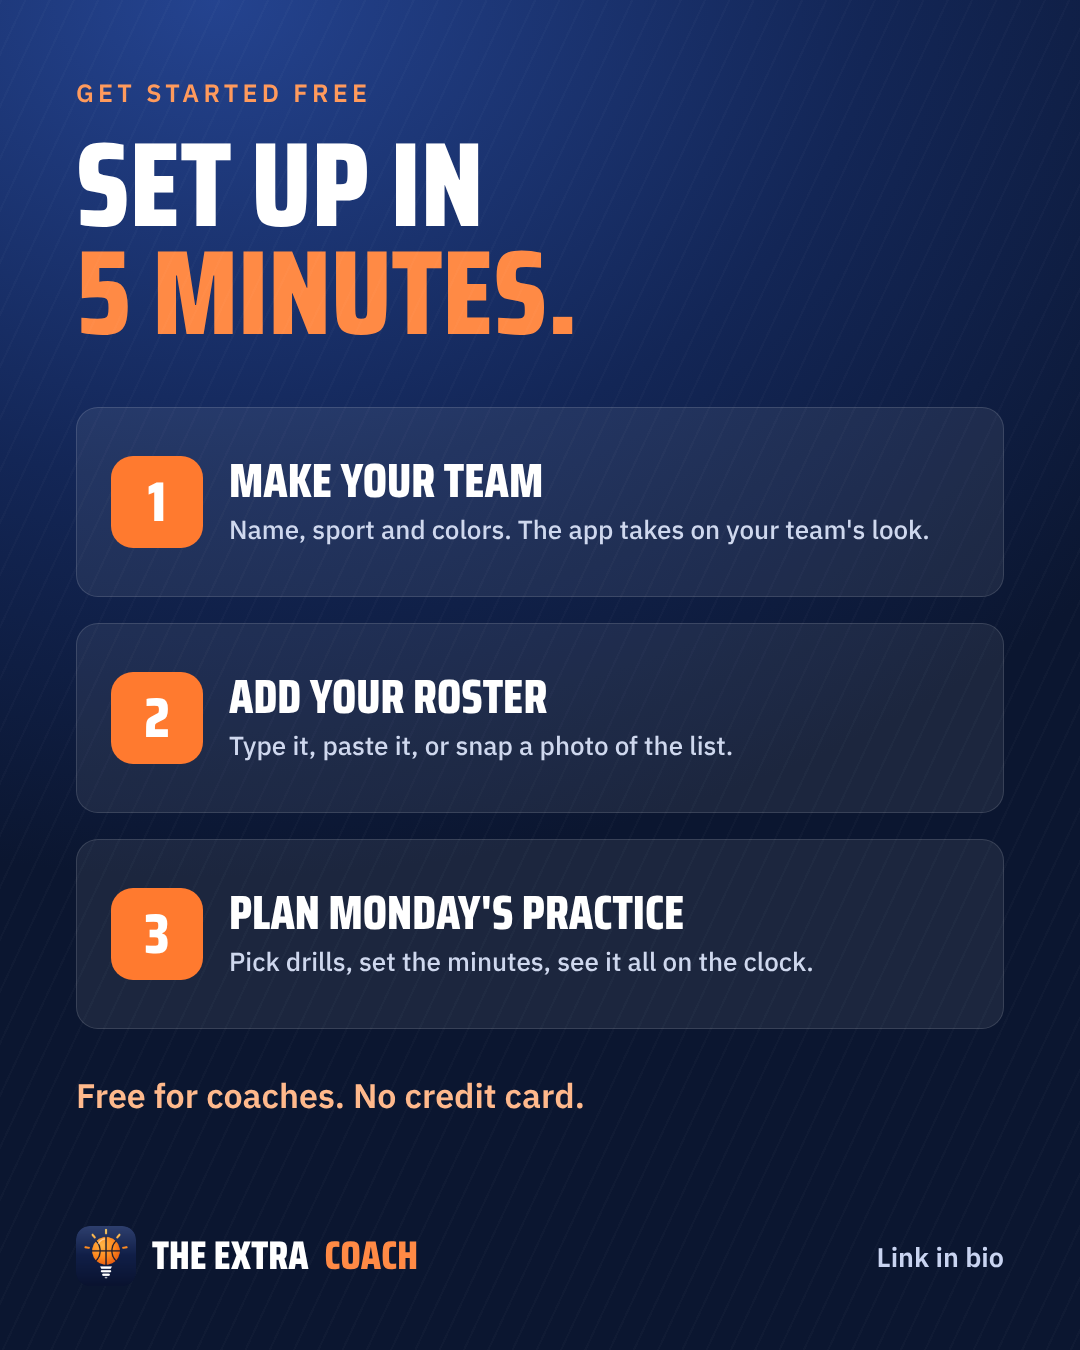 GET STARTED FREE
SET UP IN
5 MINUTES.
1
MAKE YOUR TEAM
Name, sport and colors. The app takes on your team's look.
2
ADD YOUR ROSTER
Type it, paste it, or snap a photo of the list.
3
PLAN MONDAY'S PRACTICE
Pick drills, set the minutes, see it all on the clock.
Free for coaches. No credit card.
THE EXTRA COACH
Link in bio